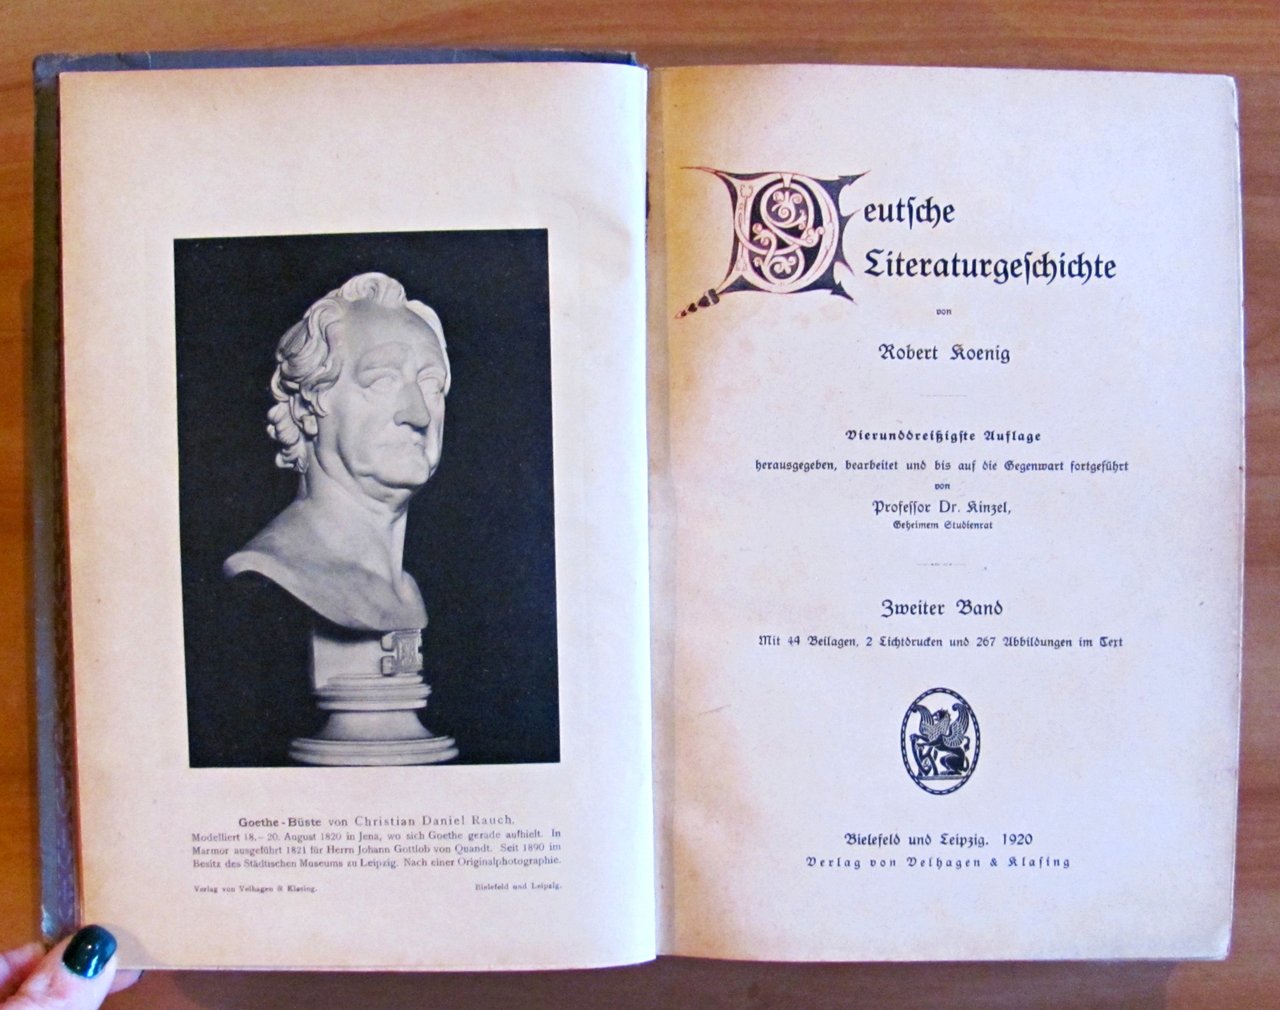 Goethe-Büste von Christian Daniel Rauch.
Modelliert 18.–20. August 1820 in Jena, wo sich Goethe gerade aufhielt. In
Marmor ausgeführt 1821 für Herrn Johann Gottlob von Quandt. Seit 1890 im
Besitz des Städtischen Museums zu Leipzig. Nach einer Originalphotographie.
Verlag von Velhagen & Klasing. Bielefeld und Leipzig.
Deutſche
Literaturgeſchichte
von
Robert Koenig
Vierunddreißigſte Auflage
herausgegeben, bearbeitet und bis auf die Gegenwart fortgeführt
von
Profeſſor Dr. Kinzel,
Geheimem Studienrat
Zweiter Band
Mit 44 Beilagen, 2 Lichtdrucken und 267 Abbildungen im Text
VK
Bielefeld und Leipzig. 1920
Verlag von Velhagen & Klaſing